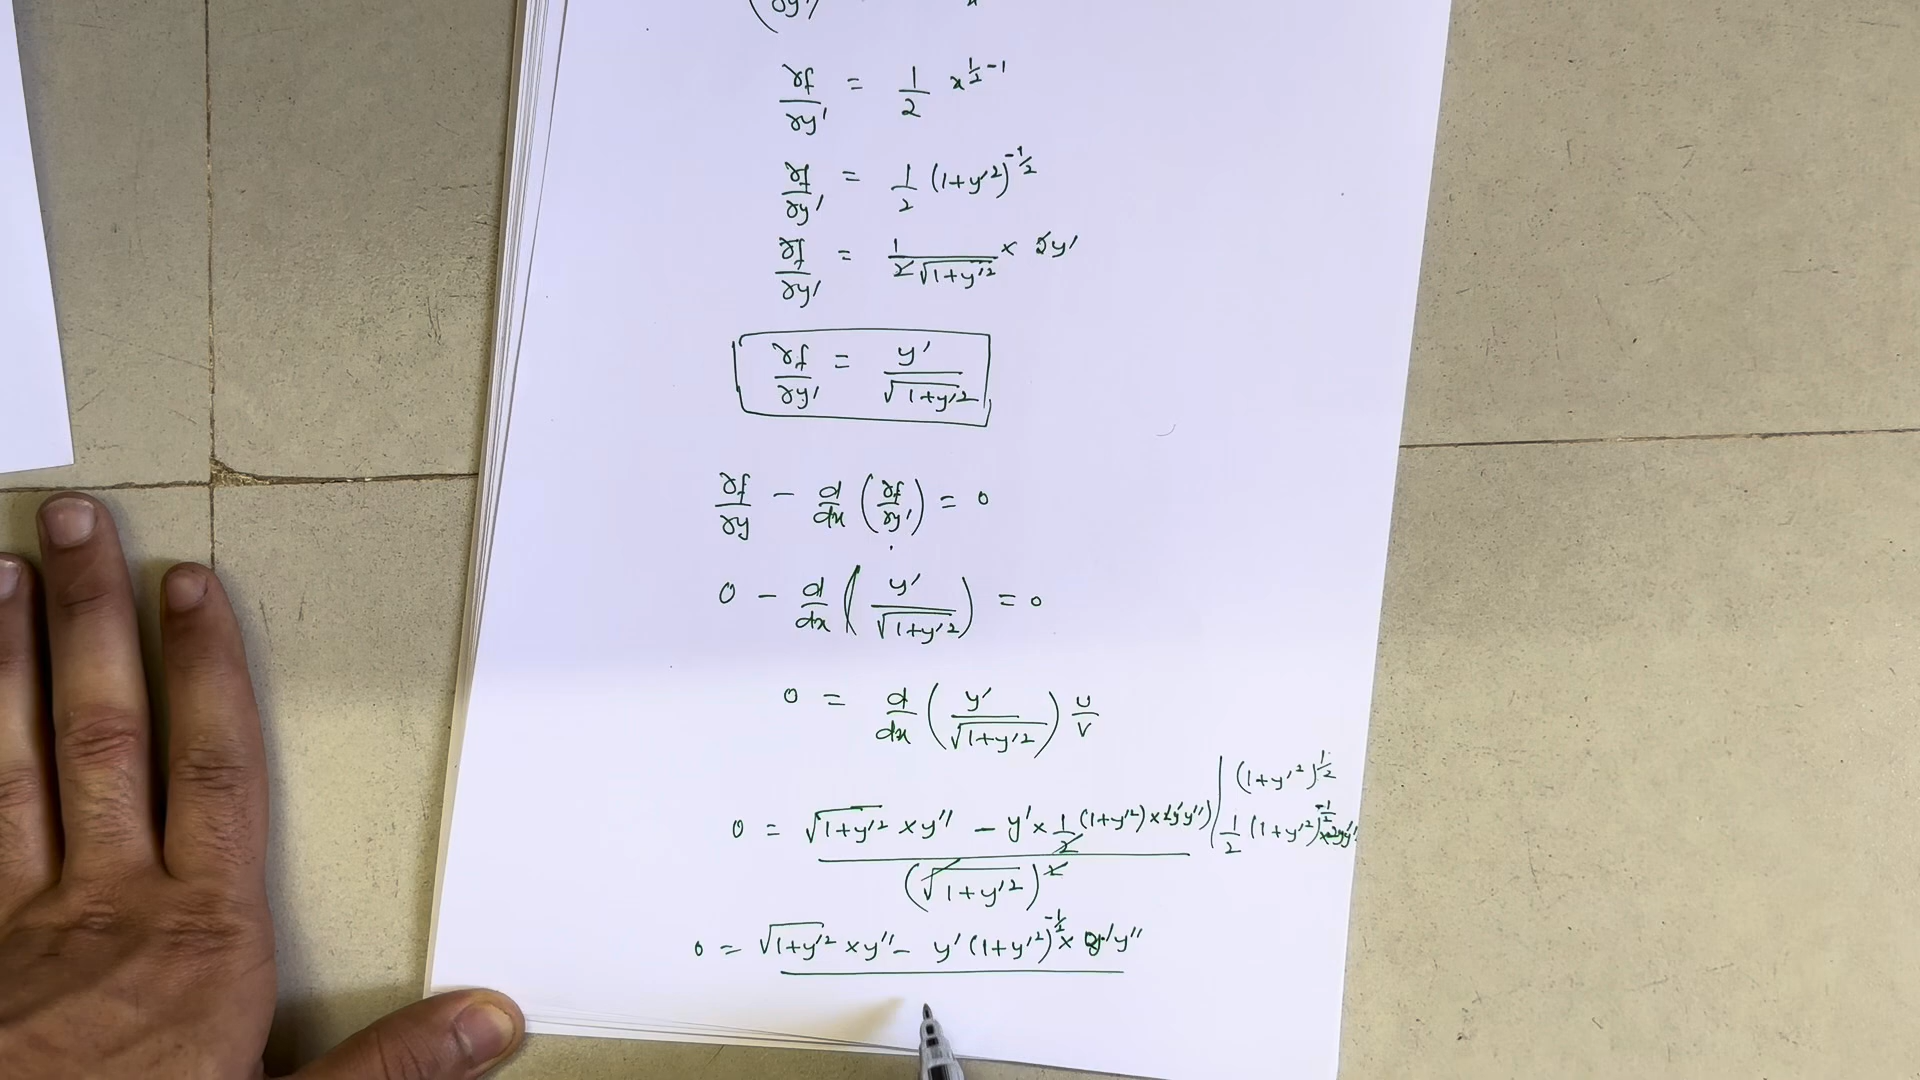 ∂f/∂y' = 1/2 x^(1/2 - 1)
∂f/∂y' = 1/2 (1+y'^2)^(-1/2)
∂f/∂y' = 1/(2√(1+y'^2)) × 2y'
∂f/∂y' = y'/√(1+y'^2)
∂f/∂y - d/dx (∂f/∂y') = 0
0 - d/dx (y'/√(1+y'^2)) = 0
0 = d/dx (y'/√(1+y'^2)) u/v
(1+y'^2)^(1/2)
0 = (√(1+y'^2) × y'' - y' × 1/2 (1+y'^2) × 2y'y'')/(√(1+y'^2))^2
1/2 (1+y'^2)^(-1/2)
0 = √(1+y'^2) × y'' - y' (1+y'^2)^(-1/2) × y'y''